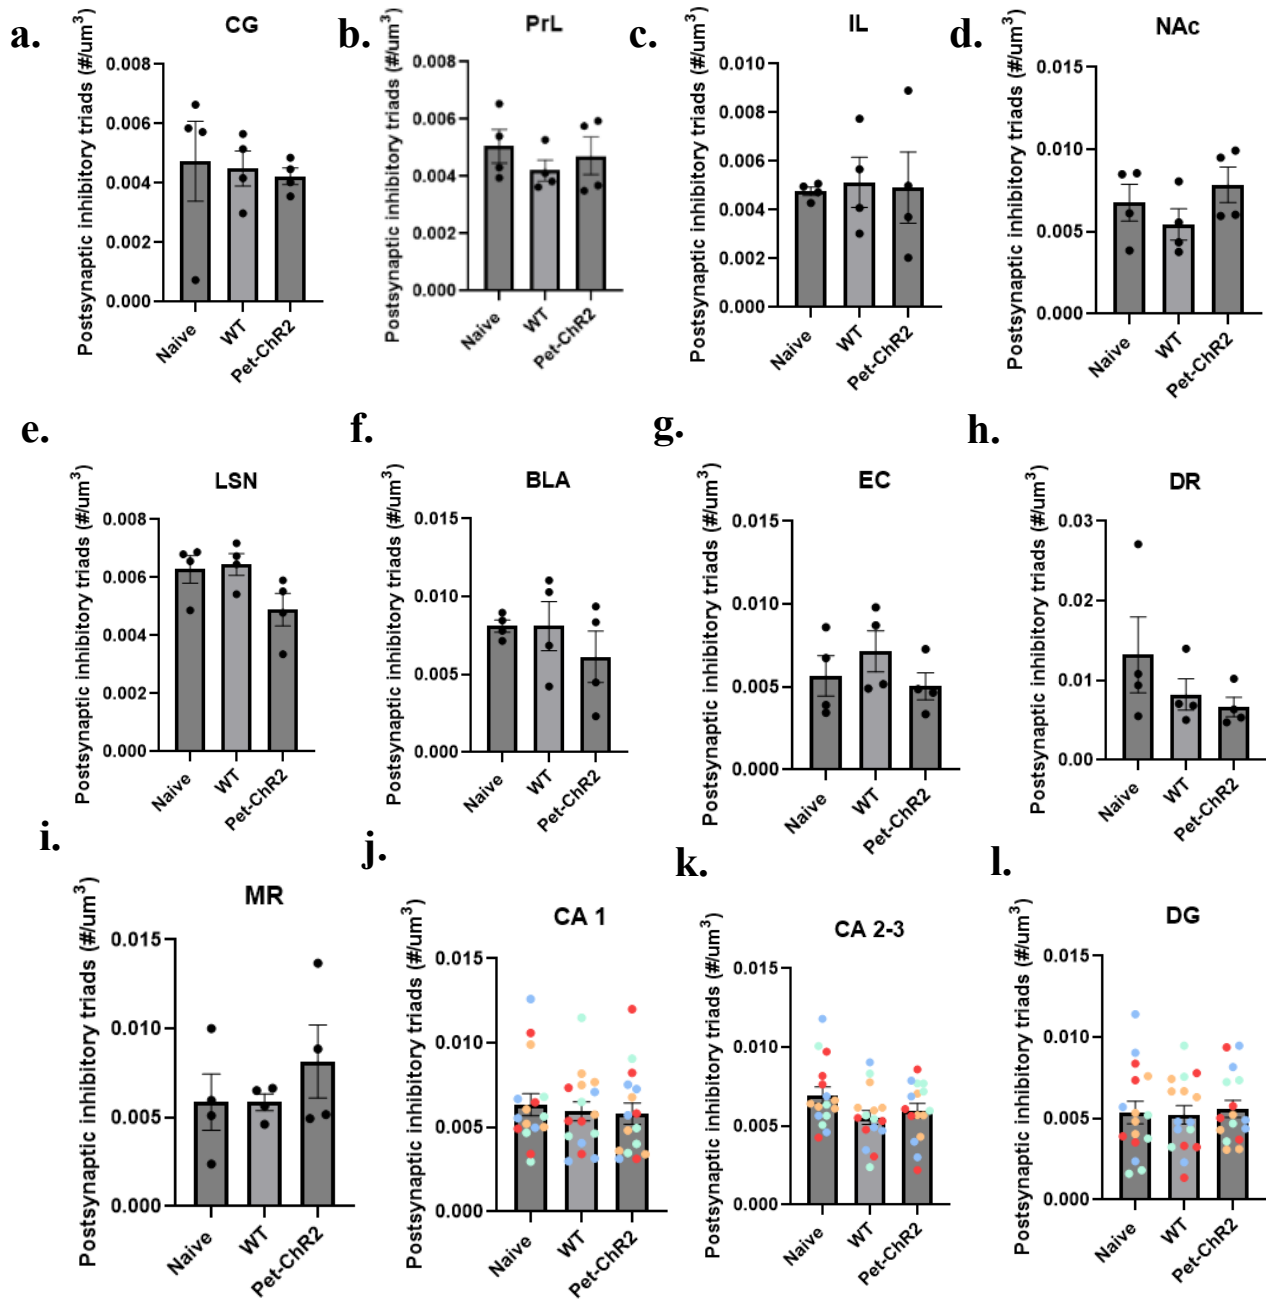 a.
CG
Postsynaptic inhibitory triads (#/um³)
0.008
0.006
0.004
0.002
0.000
Naive
WT
Pet-ChR2
b.
PrL
Postsynaptic inhibitory triads (#/um³)
0.008
0.006
0.004
0.002
0.000
Naive
WT
Pet-ChR2
c.
IL
Postsynaptic inhibitory triads (#/um³)
0.010
0.008
0.006
0.004
0.002
0.000
Naive
WT
Pet-ChR2
d.
NAc
Postsynaptic inhibitory triads (#/um³)
0.015
0.010
0.005
0.000
Naive
WT
Pet-ChR2
e.
LSN
Postsynaptic inhibitory triads (#/um³)
0.008
0.006
0.004
0.002
0.000
Naive
WT
Pet-ChR2
f.
BLA
Postsynaptic inhibitory triads (#/um³)
0.015
0.010
0.005
0.000
Naive
WT
Pet-ChR2
g.
EC
Postsynaptic inhibitory triads (#/um³)
0.015
0.010
0.005
0.000
Naive
WT
Pet-ChR2
h.
DR
Postsynaptic inhibitory triads (#/um³)
0.03
0.02
0.01
0.00
Naive
WT
Pet-ChR2
i.
MR
Postsynaptic inhibitory triads (#/um³)
0.015
0.010
0.005
0.000
Naive
WT
Pet-ChR2
j.
CA 1
Postsynaptic inhibitory triads (#/um³)
0.015
0.010
0.005
0.000
Naive
WT
Pet-ChR2
k.
CA 2-3
Postsynaptic inhibitory triads (#/um³)
0.015
0.010
0.005
0.000
Naive
WT
Pet-ChR2
l.
DG
Postsynaptic inhibitory triads (#/um³)
0.015
0.010
0.005
0.000
Naive
WT
Pet-ChR2